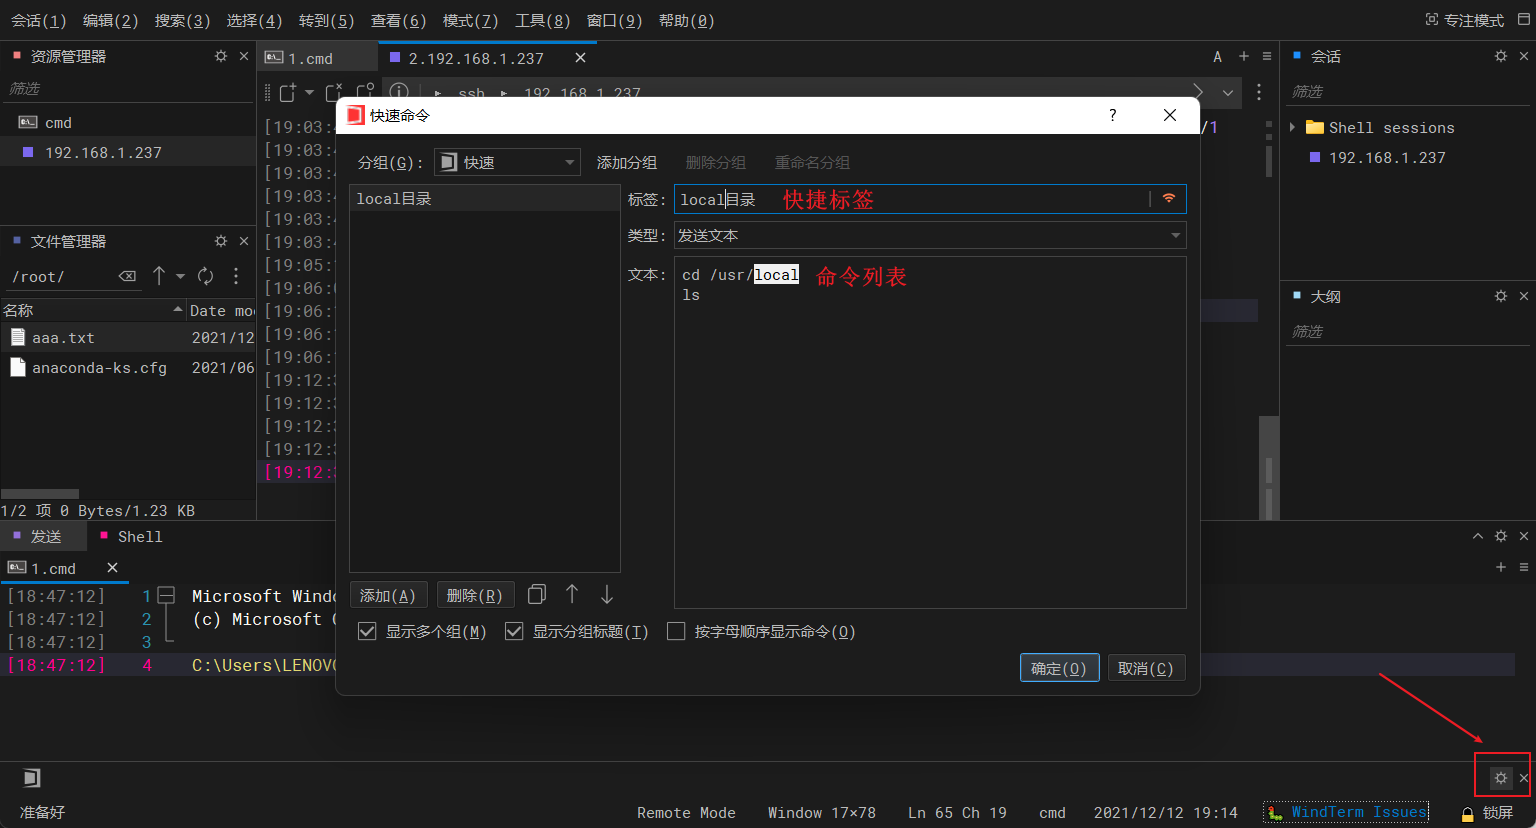 会话(1) 编辑(2) 搜索(3) 选择(4) 转到(5) 查看(6) 模式(7) 工具(8) 窗口(9) 帮助(0) 专注模式
资源管理器
筛选
cmd
192.168.1.237
文件管理器
/root/
名称 Date mo
aaa.txt 2021/12
anaconda-ks.cfg 2021/06
1/2 项 0 Bytes/1.23 KB
1.cmd 2.192.168.1.237 A
ssh 192.168.1.237
[19:03:
[19:03:
[19:03:
[19:03:
[19:03:
[19:03:
[19:05:
[19:06:
[19:06:
[19:06:
[19:06:
[19:12:
[19:12:
[19:12:
[19:12:
[19:12:
/1
快速命令 ?
分组(G): 快速 添加分组 删除分组 重命名分组
local目录
标签: local目录 快捷标签
类型: 发送文本
文本: cd /usr/local 命令列表
ls
添加(A) 删除(R)
显示多个组(M) 显示分组标题(T) 按字母顺序显示命令(O)
确定(O) 取消(C)
会话
筛选
Shell sessions
192.168.1.237
大纲
筛选
发送 Shell
1.cmd
[18:47:12] 1 Microsoft Wind
[18:47:12] 2 (c) Microsoft
[18:47:12] 3
[18:47:12] 4 C:\Users\LENOVO
准备好 Remote Mode Window 17×78 Ln 65 Ch 19 cmd 2021/12/12 19:14 WindTerm Issues 锁屏